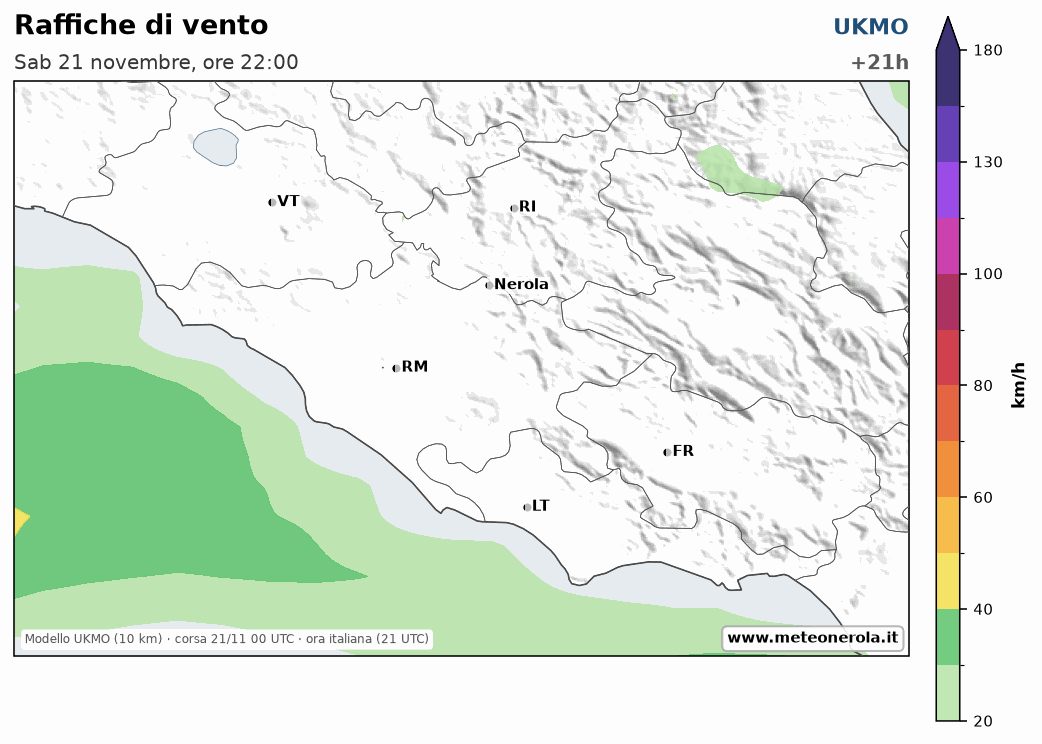 Raffiche di vento
UKMO
Sab 21 novembre, ore 22:00
+21h
VT
RI
Nerola
RM
FR
LT
Modello UKMO (10 km) · corsa 21/11 00 UTC · ora italiana (21 UTC)
www.meteonerola.it
180
130
100
80
60
40
20
km/h